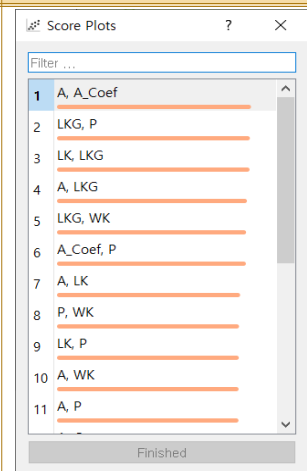 Score Plots ?
Filter ...
1 A, A_Coef
2 LKG, P
3 LK, LKG
4 A, LKG
5 LKG, WK
6 A_Coef, P
7 A, LK
8 P, WK
9 LK, P
10 A, WK
11 A, P
Finished